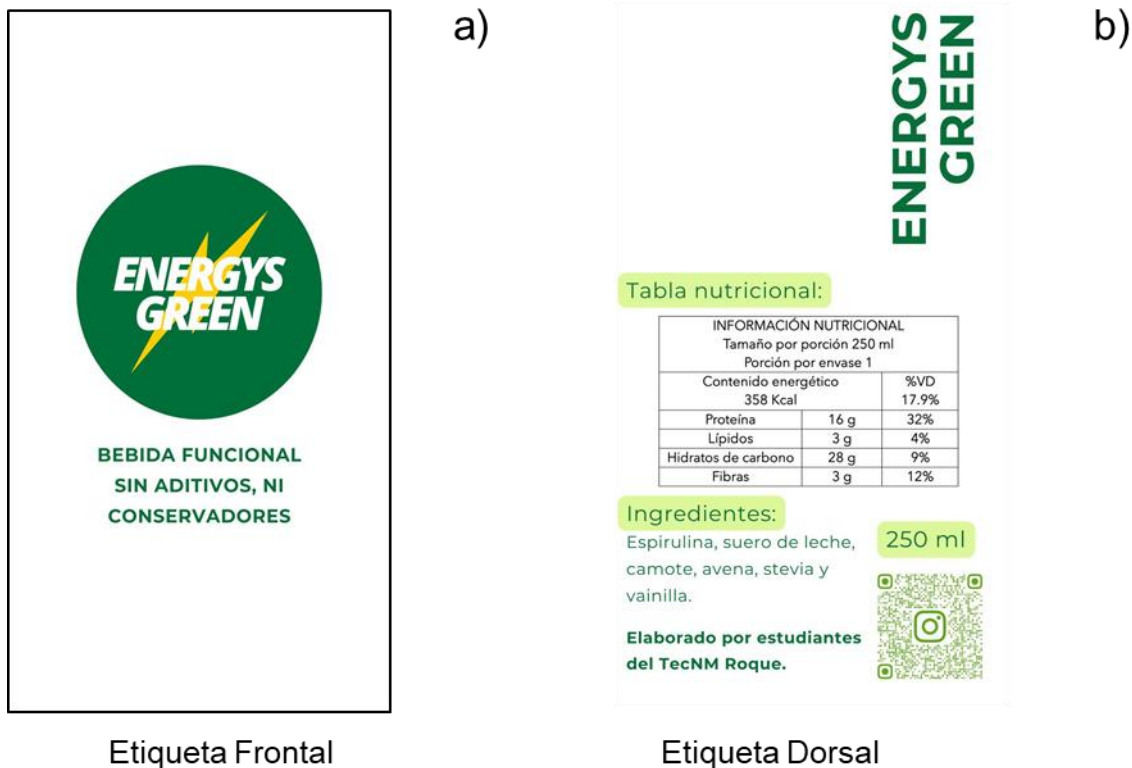 a)
ENERGYS
GREEN
BEBIDA FUNCIONAL
SIN ADITIVOS, NI
CONSERVADORES
Etiqueta Frontal
b)
ENERGYS
GREEN
Tabla nutricional:
INFORMACIÓN NUTRICIONAL
Tamaño por porción 250 ml
Porción por envase 1
Contenido energético %VD
358 Kcal 17.9%
Proteína 16 g 32%
Lípidos 3 g 4%
Hidratos de carbono 28 g 9%
Fibras 3 g 12%
Ingredientes:
Espirulina, suero de leche,
camote, avena, stevia y
vainilla.
250 ml
Elaborado por estudiantes
del TecNM Roque.
Etiqueta Dorsal